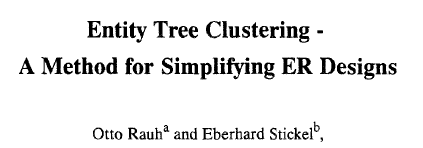 Entity Tree Clustering -
A Method for Simplifying ER Designs
Otto Rauhᵃ and Eberhard Stickelᵇ,